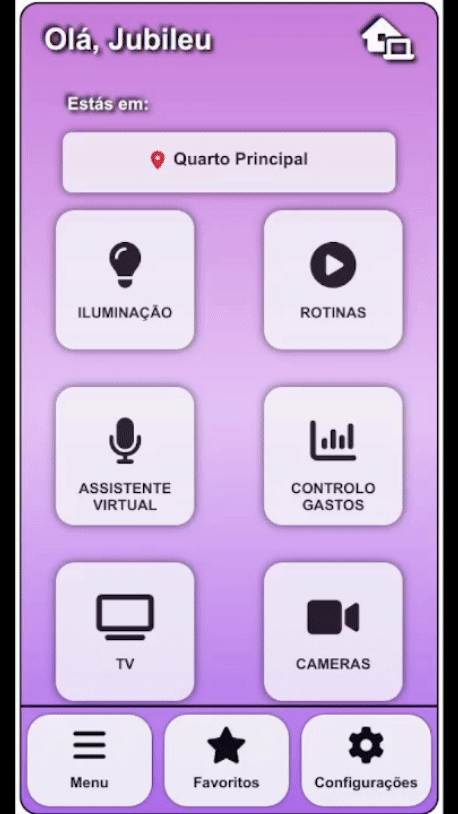 Olá, Jubileu
Estás em:
Quarto Principal
ILUMINAÇÃO
ROTINAS
ASSISTENTE
VIRTUAL
CONTROLO
GASTOS
TV
CAMERAS
Menu
Favoritos
Configurações